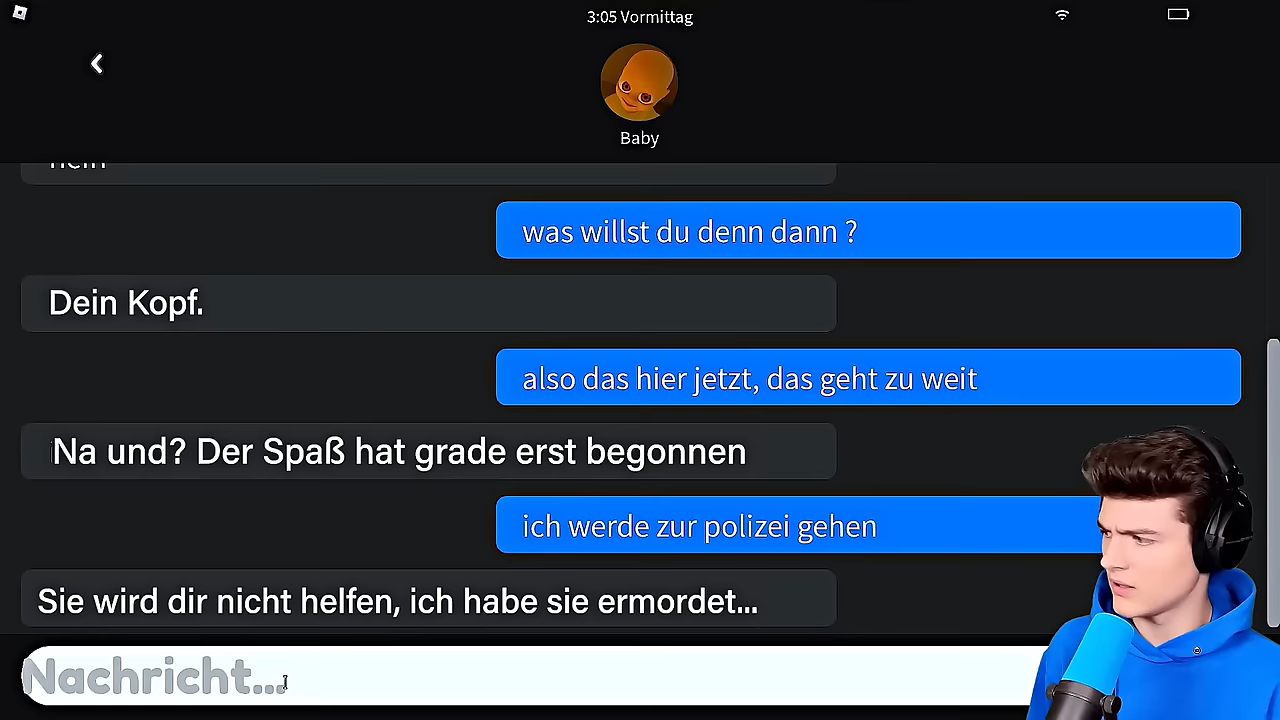 3:05 Vormittag
Baby
nein
was willst du denn dann ?
Dein Kopf.
also das hier jetzt, das geht zu weit
Na und? Der Spaß hat grade erst begonnen
ich werde zur polizei gehen
Sie wird dir nicht helfen, ich habe sie ermordet...
Nachricht...